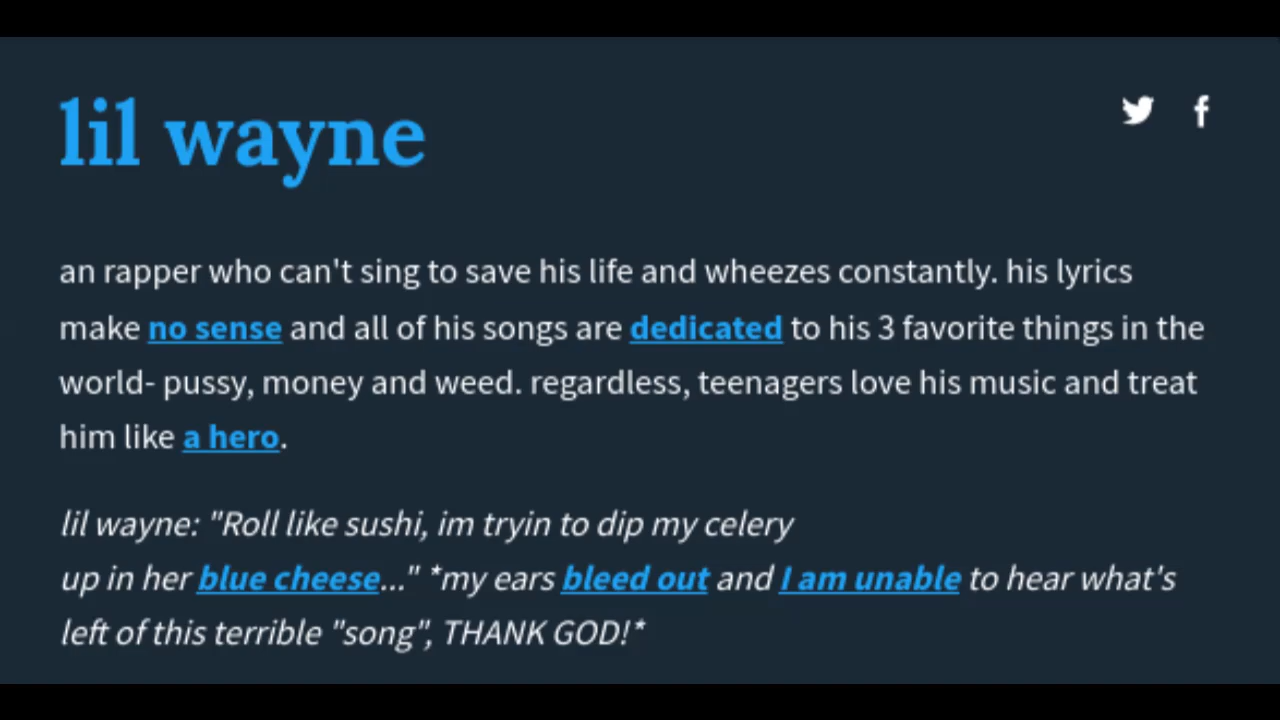 lil wayne
an rapper who can't sing to save his life and wheezes constantly. his lyrics
make no sense and all of his songs are dedicated to his 3 favorite things in the
world- pussy, money and weed. regardless, teenagers love his music and treat
him like a hero.
lil wayne: "Roll like sushi, im tryin to dip my celery
up in her blue cheese..." *my ears bleed out and I am unable to hear what's
left of this terrible "song", THANK GOD!*